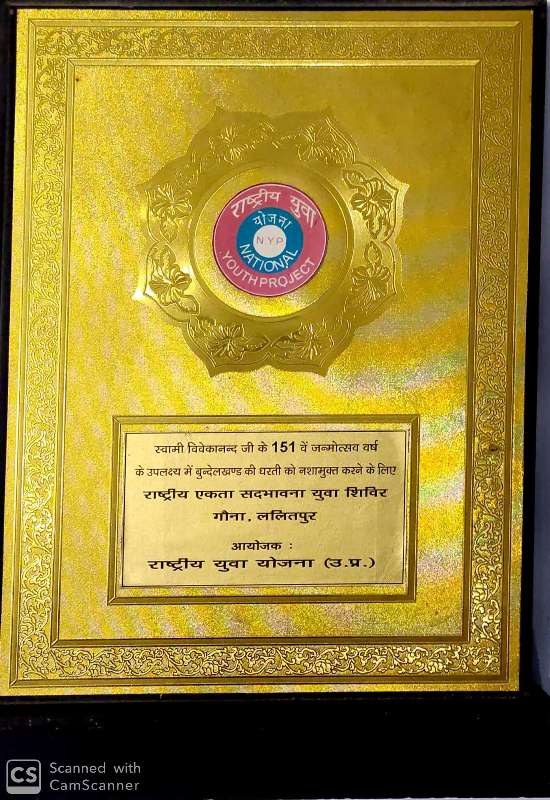 राष्ट्रीय युवा
योजना
N.Y.P
NATIONAL
YOUTH PROJECT
स्वामी विवेकानन्द जी के 151 वें जन्मोत्सव वर्ष
के उपलक्ष्य में बुन्देलखण्ड की धरती को नशामुक्त करने के लिए
राष्ट्रीय एकता सदभावना युवा शिविर
गौना, ललितपुर
आयोजक :
राष्ट्रीय युवा योजना (उ.प्र.)
CS
Scanned with
CamScanner